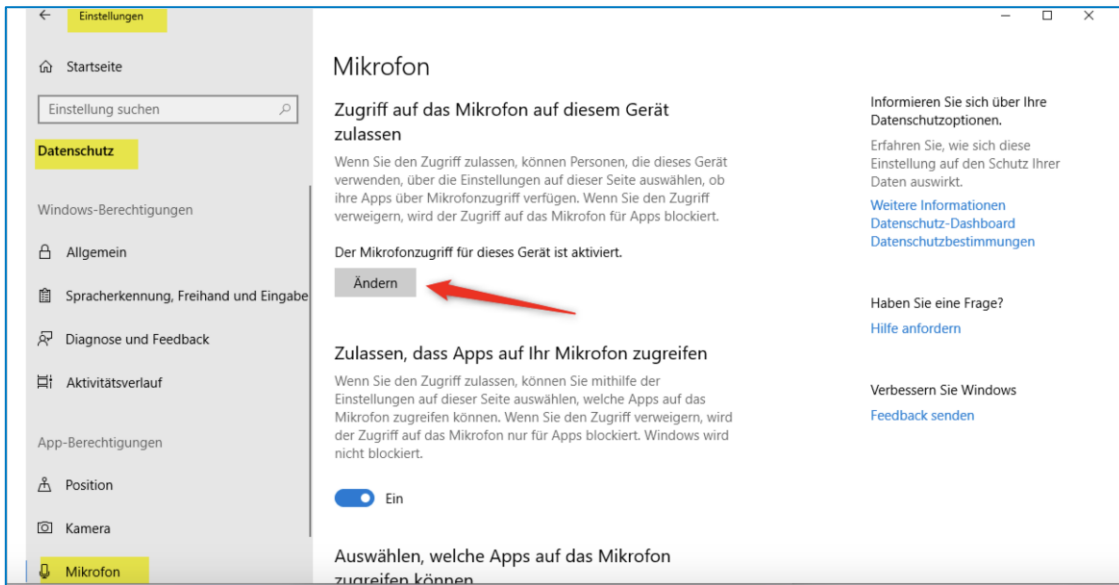 Einstellungen
Startseite
Einstellung suchen
Datenschutz
Windows-Berechtigungen
Allgemein
Spracherkennung, Freihand und Eingabe
Diagnose und Feedback
Aktivitätsverlauf
App-Berechtigungen
Position
Kamera
Mikrofon
Mikrofon
Zugriff auf das Mikrofon auf diesem Gerät
zulassen
Wenn Sie den Zugriff zulassen, können Personen, die dieses Gerät
verwenden, über die Einstellungen auf dieser Seite auswählen, ob
ihre Apps über Mikrofonzugriff verfügen. Wenn Sie den Zugriff
verweigern, wird der Zugriff auf das Mikrofon für Apps blockiert.
Der Mikrofonzugriff für dieses Gerät ist aktiviert.
Ändern
Zulassen, dass Apps auf Ihr Mikrofon zugreifen
Wenn Sie den Zugriff zulassen, können Sie mithilfe der
Einstellungen auf dieser Seite auswählen, welche Apps auf das
Mikrofon zugreifen können. Wenn Sie den Zugriff verweigern, wird
der Zugriff auf das Mikrofon nur für Apps blockiert. Windows wird
nicht blockiert.
Ein
Auswählen, welche Apps auf das Mikrofon
zugreifen können
Informieren Sie sich über Ihre
Datenschutzoptionen.
Erfahren Sie, wie sich diese
Einstellung auf den Schutz Ihrer
Daten auswirkt.
Weitere Informationen
Datenschutz-Dashboard
Datenschutzbestimmungen
Haben Sie eine Frage?
Hilfe anfordern
Verbessern Sie Windows
Feedback senden